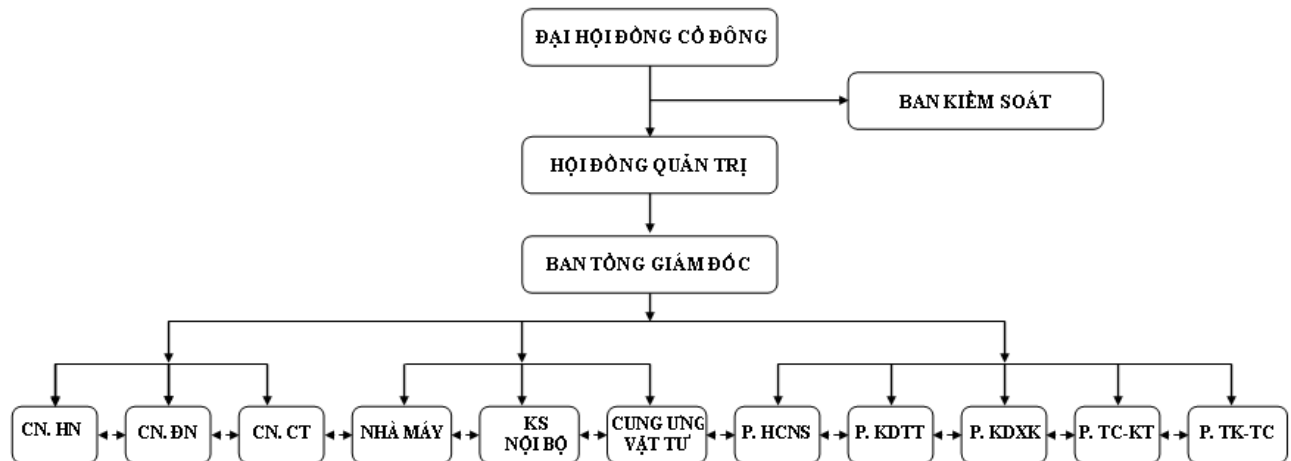 ĐẠI HỘI ĐỒNG CỔ ĐÔNG
BAN KIỂM SOÁT
HỘI ĐỒNG QUẢN TRỊ
BAN TỔNG GIÁM ĐỐC
CN. HN
CN. ĐN
CN. CT
NHÀ MÁY
KS
NỘI BỘ
CUNG ƯNG
VẬT TƯ
P. HCNS
P. KDTT
P. KDXK
P. TC-KT
P. TK-TC